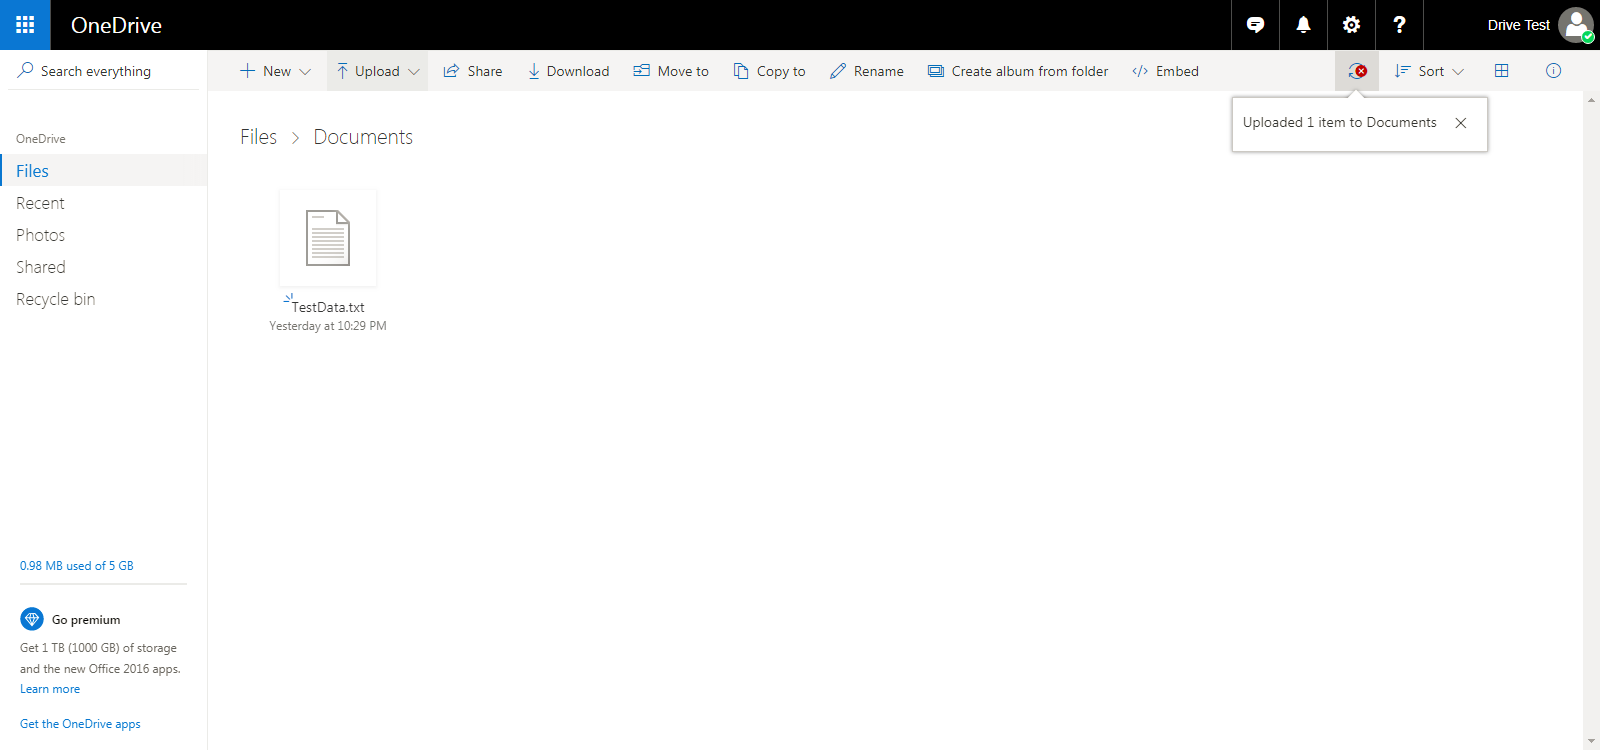 OneDrive
Drive Test
Search everything
New
Upload
Share
Download
Move to
Copy to
Rename
Create album from folder
Embed
Sort
Uploaded 1 item to Documents
Files > Documents
OneDrive
Files
Recent
Photos
Shared
Recycle bin
TestData.txt
Yesterday at 10:29 PM
0.98 MB used of 5 GB
Go premium
Get 1 TB (1000 GB) of storage
and the new Office 2016 apps.
Learn more
Get the OneDrive apps